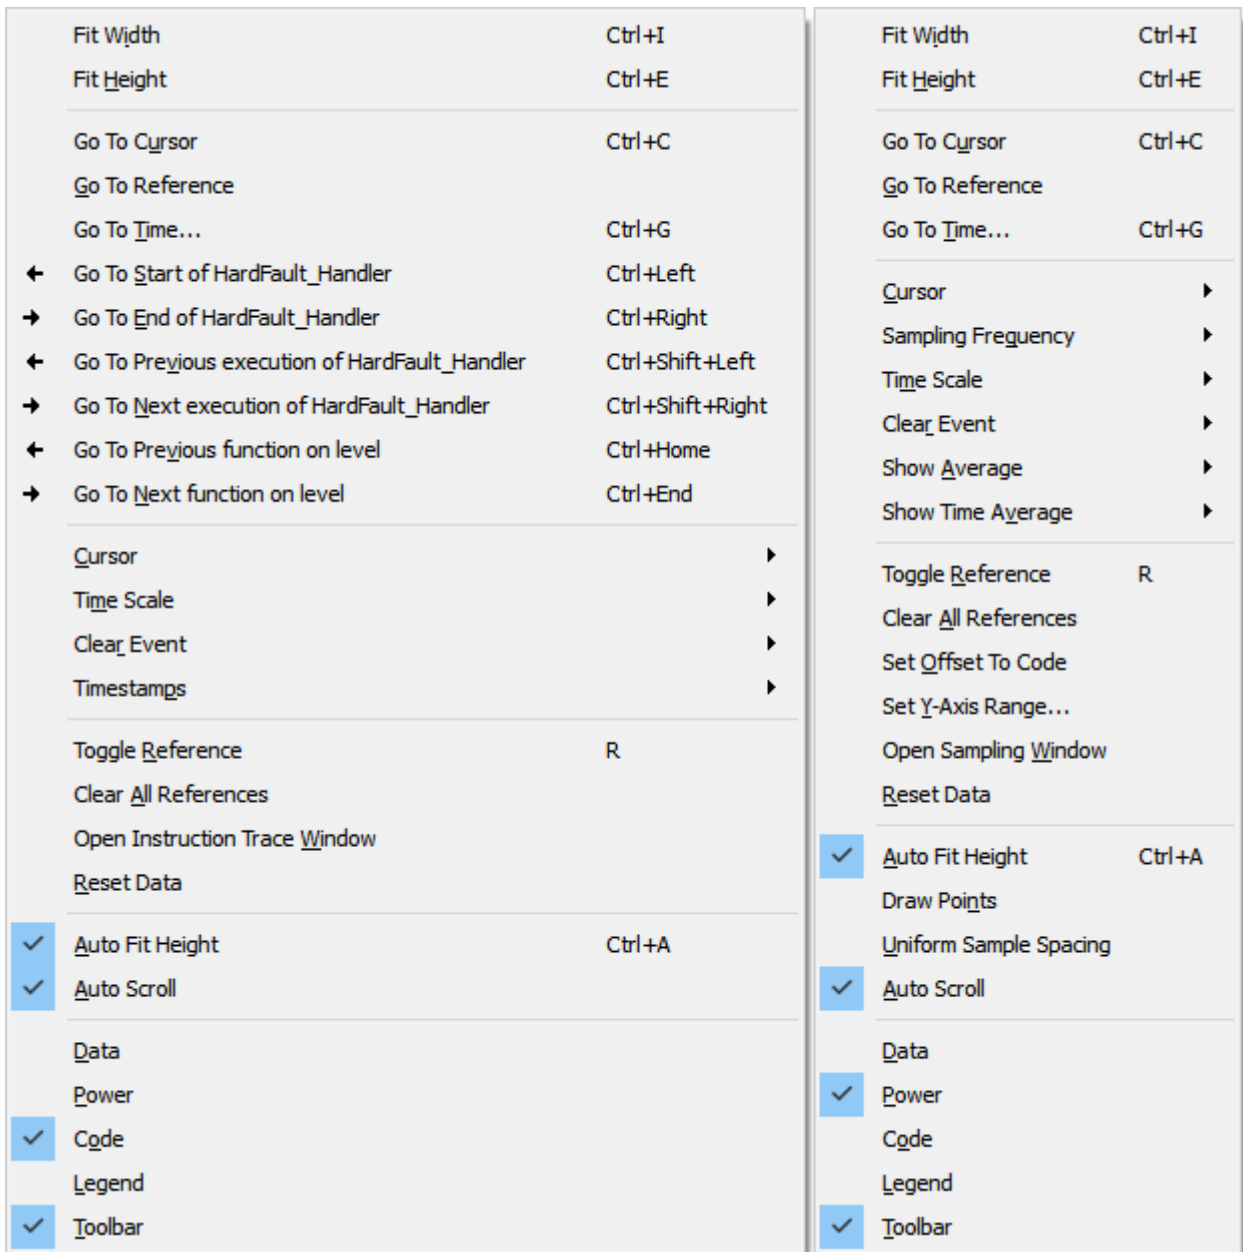 Fit Width Ctrl+I
Fit Height Ctrl+E
Go To Cursor Ctrl+C
Go To Reference
Go To Time... Ctrl+G
Go To Start of HardFault_Handler Ctrl+Left
Go To End of HardFault_Handler Ctrl+Right
Go To Previous execution of HardFault_Handler Ctrl+Shift+Left
Go To Next execution of HardFault_Handler Ctrl+Shift+Right
Go To Previous function on level Ctrl+Home
Go To Next function on level Ctrl+End
Cursor
Time Scale
Clear Event
Timestamps
Toggle Reference R
Clear All References
Open Instruction Trace Window
Reset Data
Auto Fit Height Ctrl+A
Auto Scroll
Data
Power
Code
Legend
Toolbar
Fit Width Ctrl+I
Fit Height Ctrl+E
Go To Cursor Ctrl+C
Go To Reference
Go To Time... Ctrl+G
Cursor
Sampling Frequency
Time Scale
Clear Event
Show Average
Show Time Average
Toggle Reference R
Clear All References
Set Offset To Code
Set Y-Axis Range...
Open Sampling Window
Reset Data
Auto Fit Height Ctrl+A
Draw Points
Uniform Sample Spacing
Auto Scroll
Data
Power
Code
Legend
Toolbar